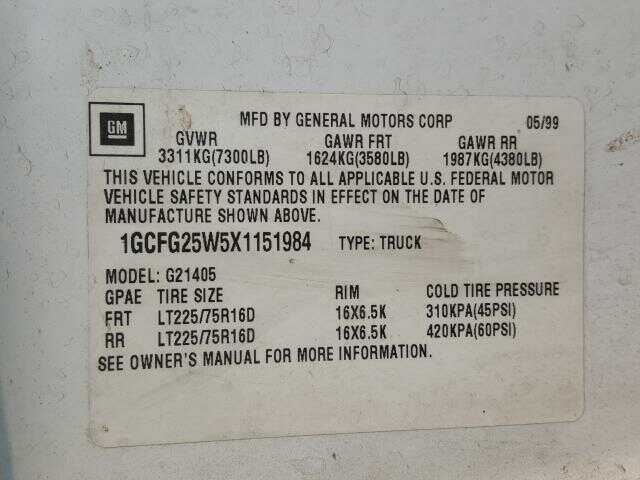 GM
MFD BY GENERAL MOTORS CORP 05/99
GVWR GAWR FRT GAWR RR
3311KG(7300LB) 1624KG(3580LB) 1987KG(4380LB)
THIS VEHICLE CONFORMS TO ALL APPLICABLE U.S. FEDERAL MOTOR
VEHICLE SAFETY STANDARDS IN EFFECT ON THE DATE OF
MANUFACTURE SHOWN ABOVE.
1GCFG25W5X1151984 TYPE: TRUCK
MODEL: G21405
GPAE TIRE SIZE RIM COLD TIRE PRESSURE
FRT LT225/75R16D 16X6.5K 310KPA(45PSI)
RR LT225/75R16D 16X6.5K 420KPA(60PSI)
SEE OWNER'S MANUAL FOR MORE INFORMATION.